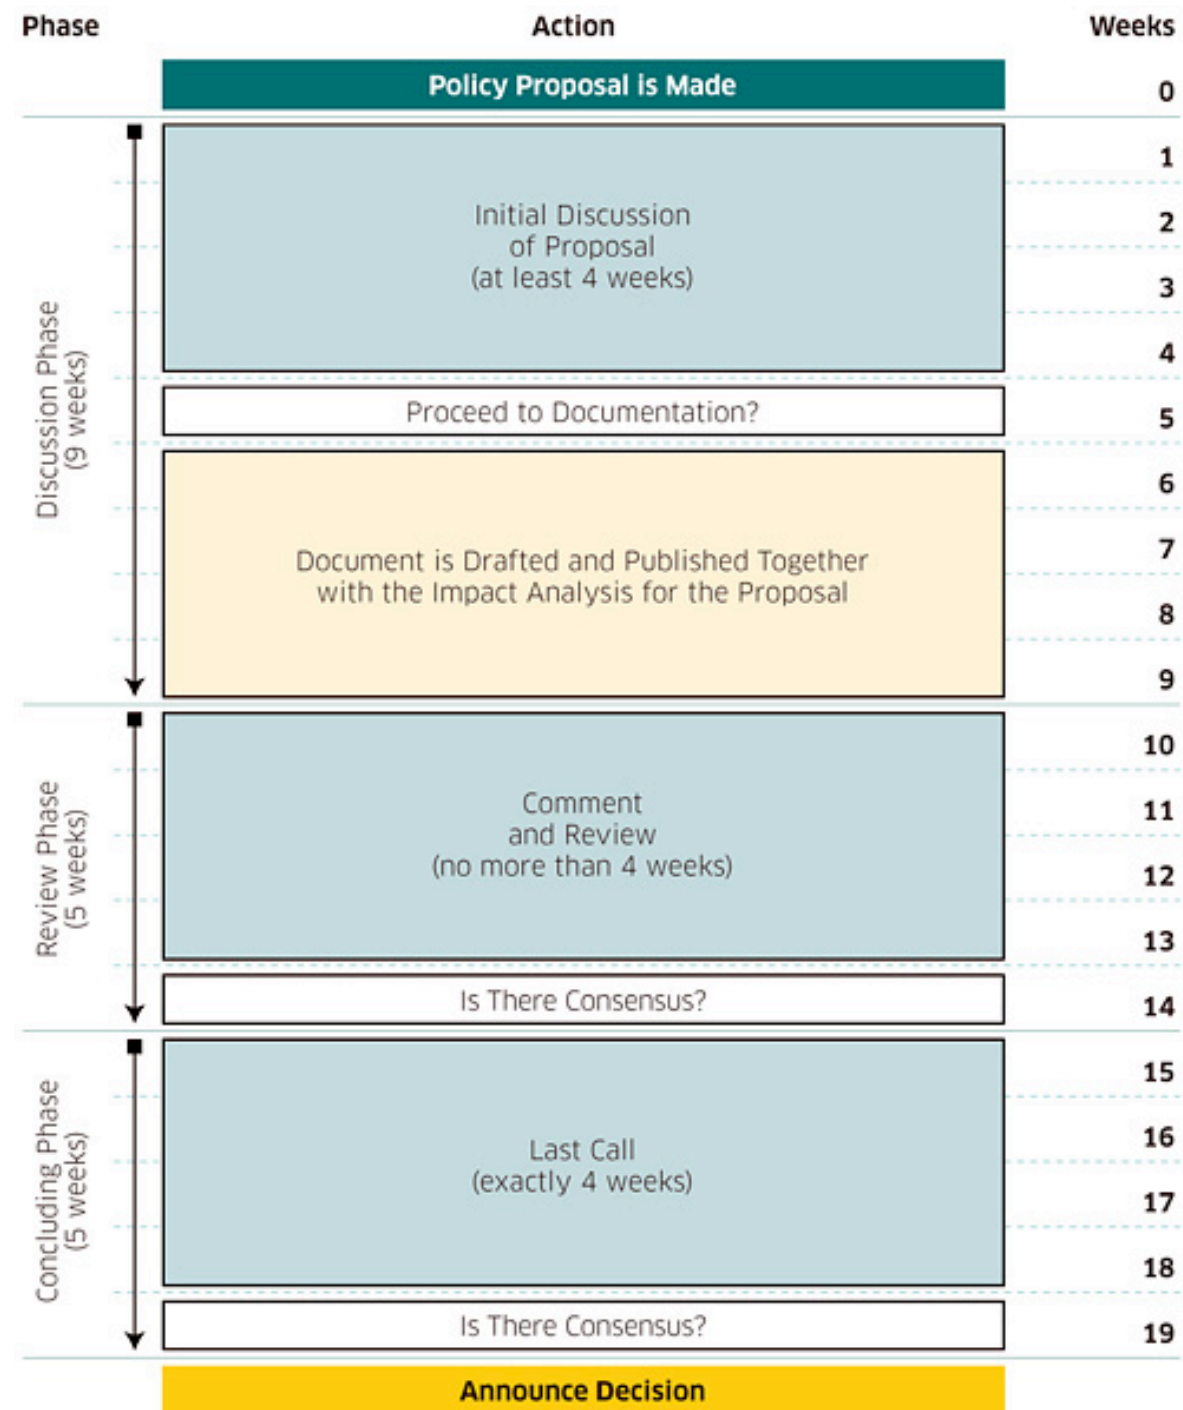 Phase Action Weeks
Policy Proposal is Made 0
Discussion Phase
(9 weeks)
1
Initial Discussion 2
of Proposal
(at least 4 weeks) 3
4
Proceed to Documentation? 5
6
Document is Drafted and Published Together 7
with the Impact Analysis for the Proposal 8
9
Review Phase
(5 weeks)
10
Comment 11
and Review
(no more than 4 weeks) 12
13
Is There Consensus? 14
Concluding Phase
(5 weeks)
15
Last Call 16
(exactly 4 weeks) 17
18
Is There Consensus? 19
Announce Decision